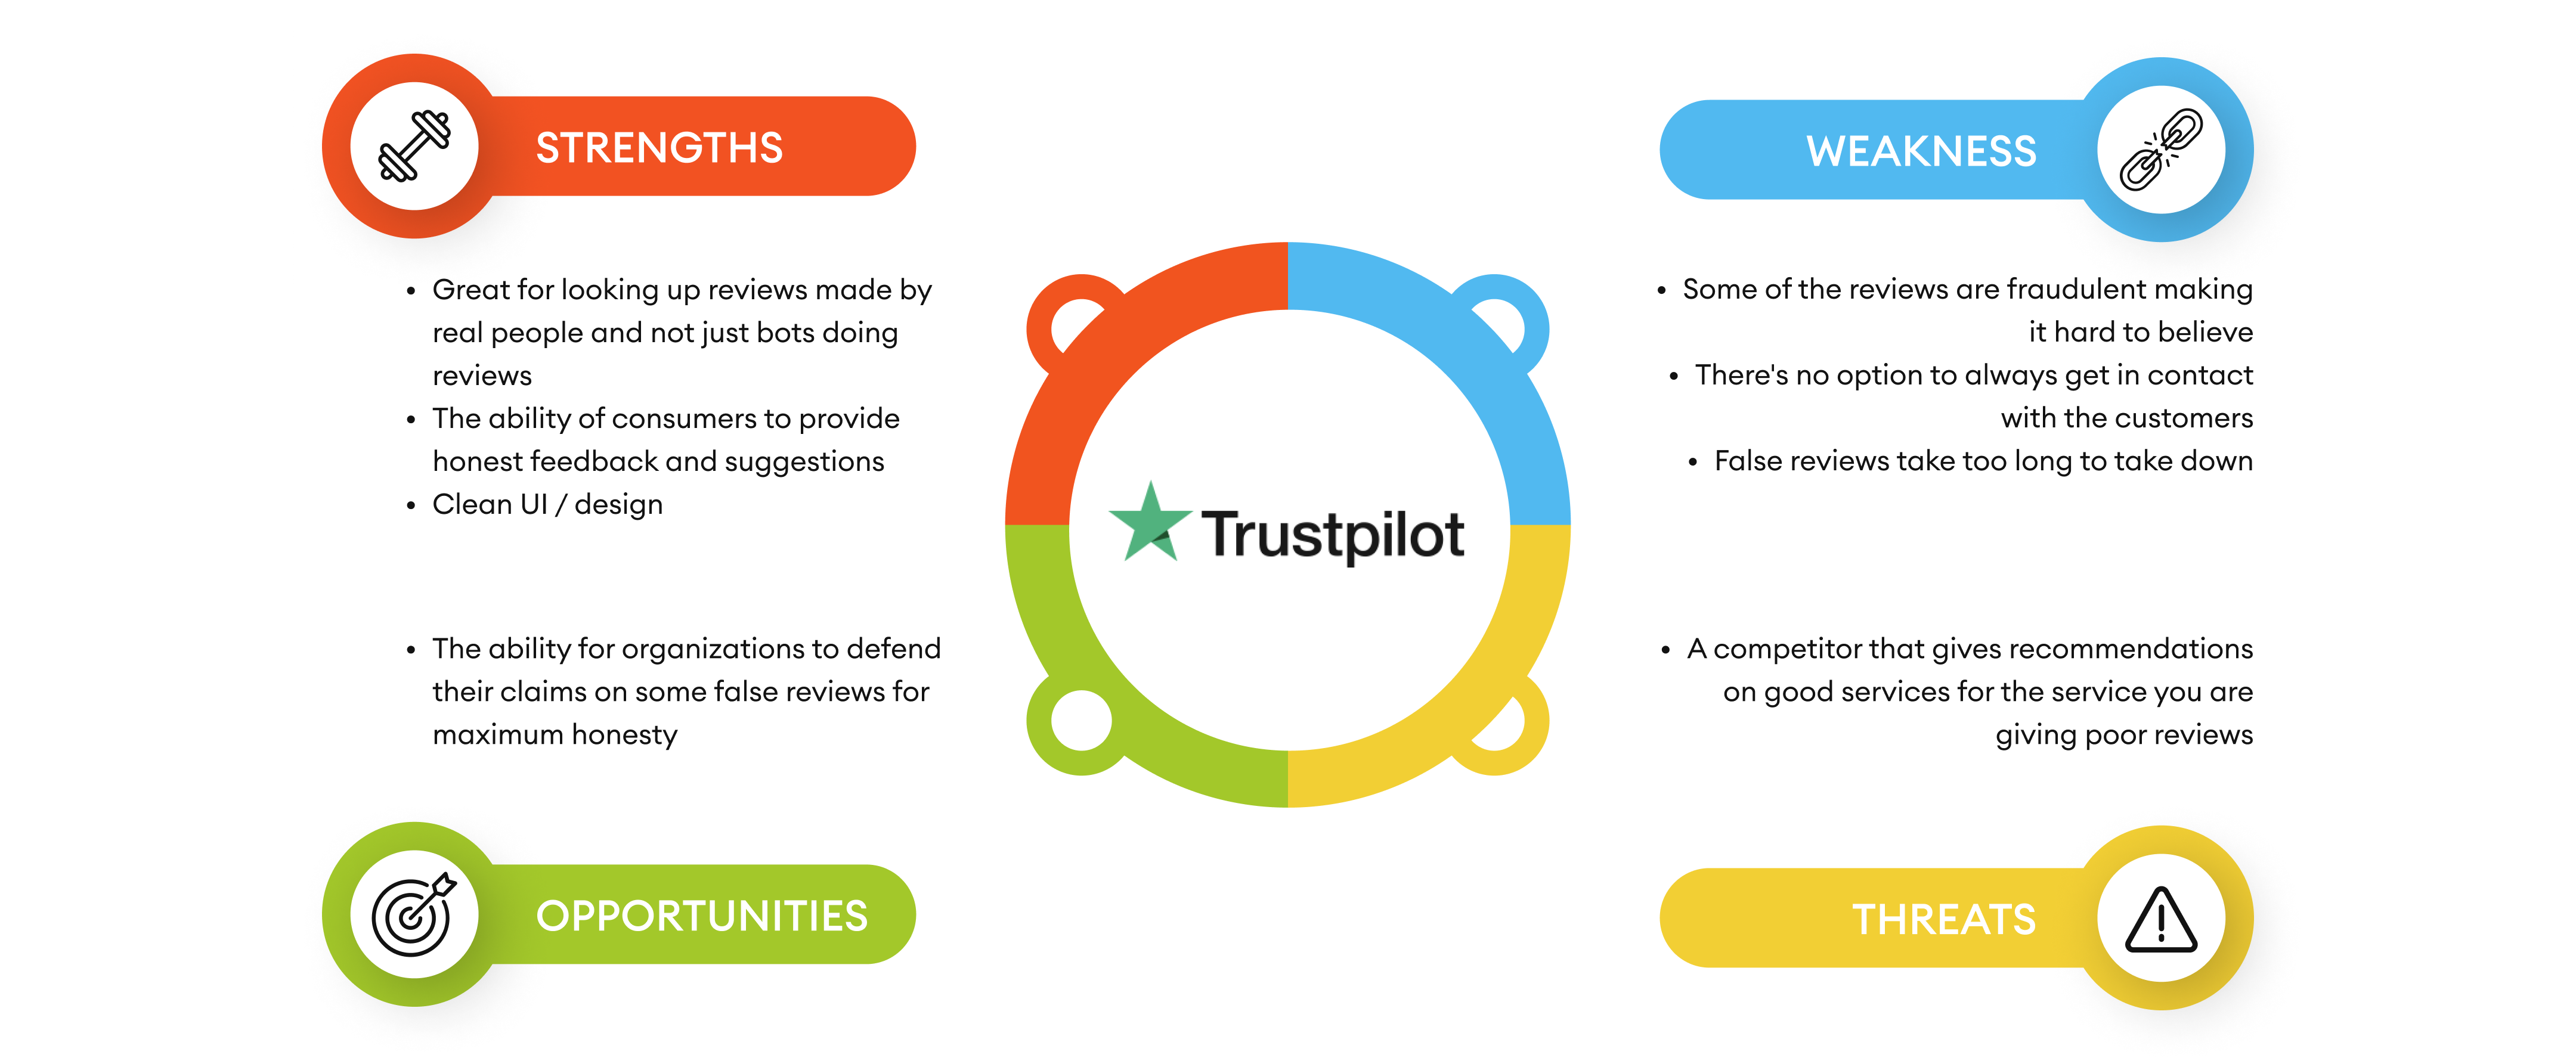 STRENGTHS
• Great for looking up reviews made by
real people and not just bots doing
reviews
• The ability of consumers to provide
honest feedback and suggestions
• Clean UI / design
WEAKNESS
• Some of the reviews are fraudulent making
it hard to believe
• There's no option to always get in contact
with the customers
• False reviews take too long to take down
Trustpilot
• The ability for organizations to defend
their claims on some false reviews for
maximum honesty
OPPORTUNITIES
• A competitor that gives recommendations
on good services for the service you are
giving poor reviews
THREATS